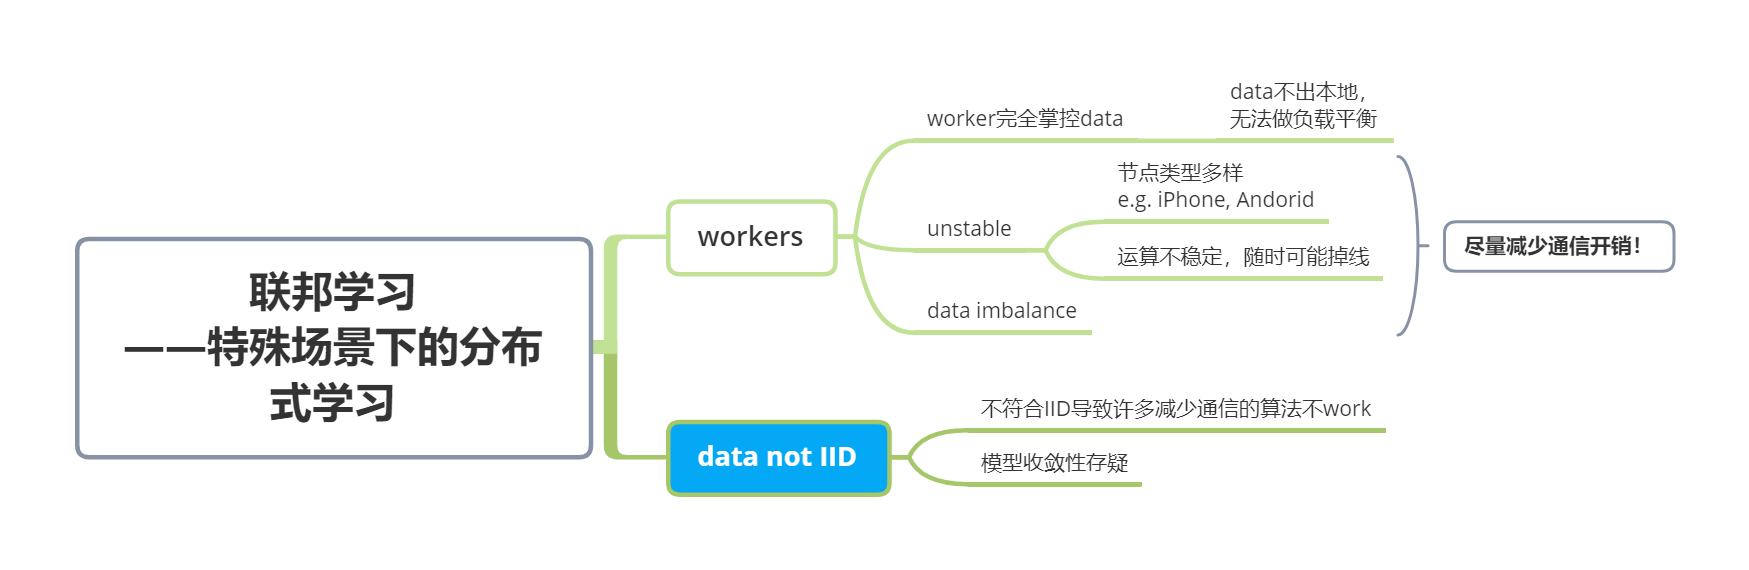 联邦学习
——特殊场景下的分布
式学习
workers
worker完全掌控data
data不出本地，
无法做负载平衡
unstable
节点类型多样
e.g. iPhone, Andorid
运算不稳定，随时可能掉线
data imbalance
尽量减少通信开销！
data not IID
不符合IID导致许多减少通信的算法不work
模型收敛性存疑